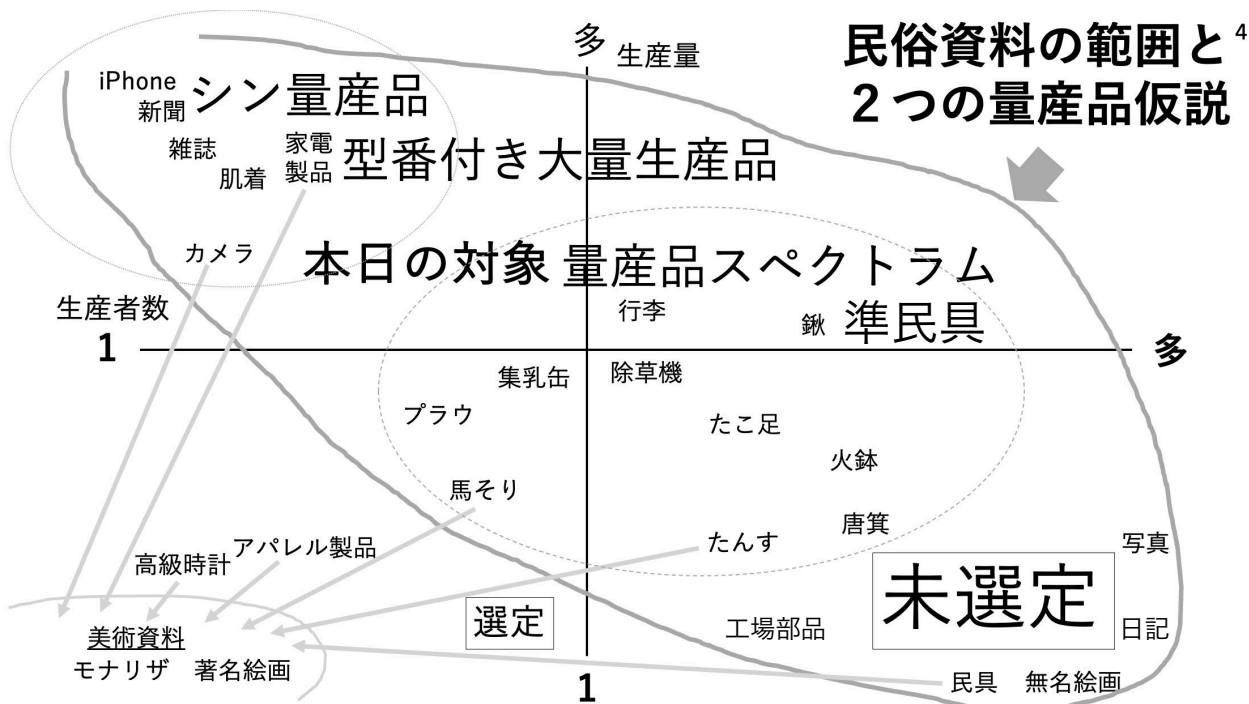 民俗資料の範囲と
２つの量産品仮説
4
多
生産量
iPhone
新聞
シン量産品
雑誌
肌着
家電
製品
型番付き大量生産品
カメラ
本日の対象
量産品スペクトラム
生産者数
1
行李
鍬
準民具
多
集乳缶
除草機
プラウ
たこ足
火鉢
馬そり
唐箕
たんす
写真
高級時計
アパレル製品
未選定
選定
工場部品
日記
美術資料
モナリザ
著名絵画
1
民具
無名絵画